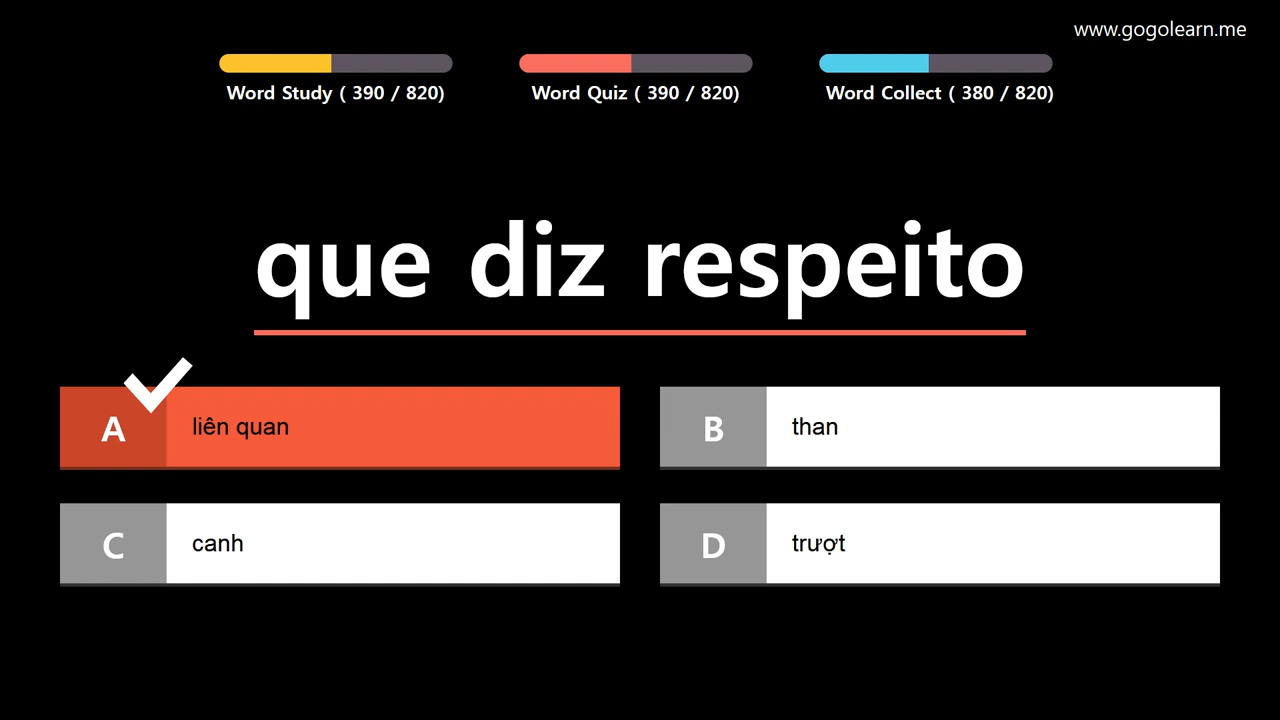 www.gogolearn.me
Word Study ( 390 / 820)
Word Quiz ( 390 / 820)
Word Collect ( 380 / 820)
que diz respeito
A
liên quan
B
than
C
canh
D
trượt